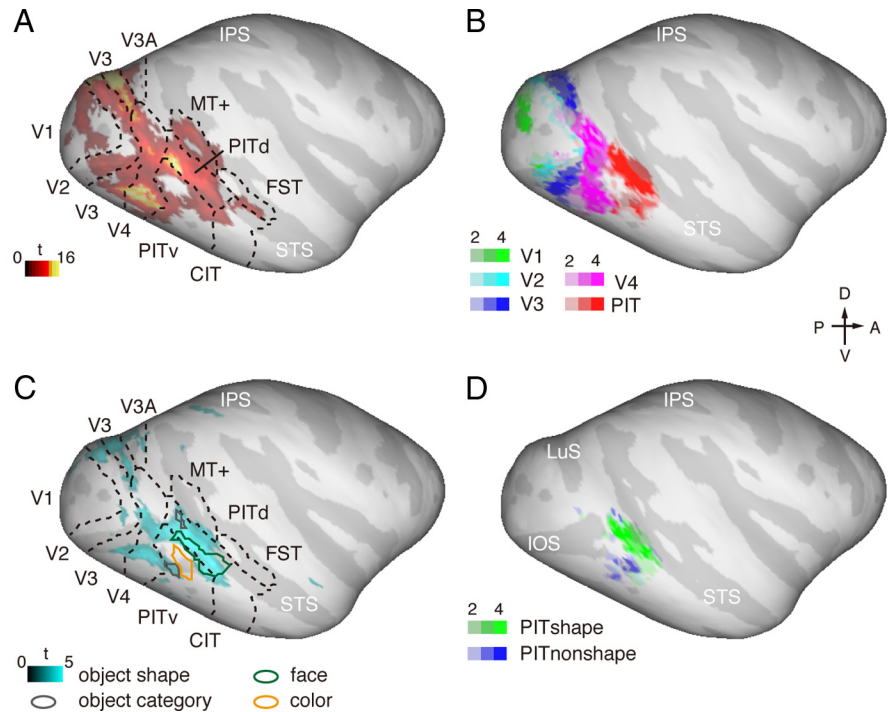 A
V3A
V3
IPS
MT+
V1
PITd
V2
FST
V3
V4
PITv
STS
CIT
0 t 16
B
IPS
STS
2 4
V1
2 4
V2
V4
V3
PIT
D
P A
V
C
V3A
V3
IPS
MT+
V1
PITd
V2
FST
V3
V4
PITv
STS
CIT
0 t 5
object shape
face
object category
color
D
IPS
LuS
IOS
STS
2 4
PITshape
PITnonshape